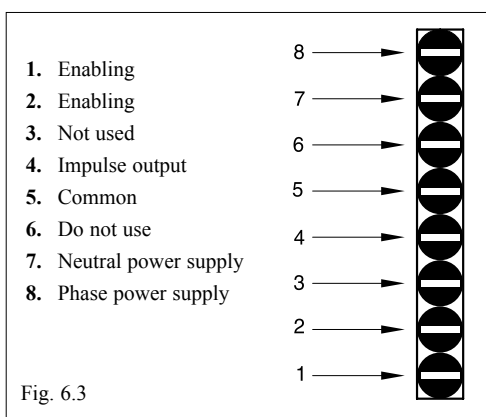 1. Enabling
2. Enabling
3. Not used
4. Impulse output
5. Common
6. Do not use
7. Neutral power supply
8. Phase power supply
8
7
6
5
4
3
2
1
Fig. 6.3